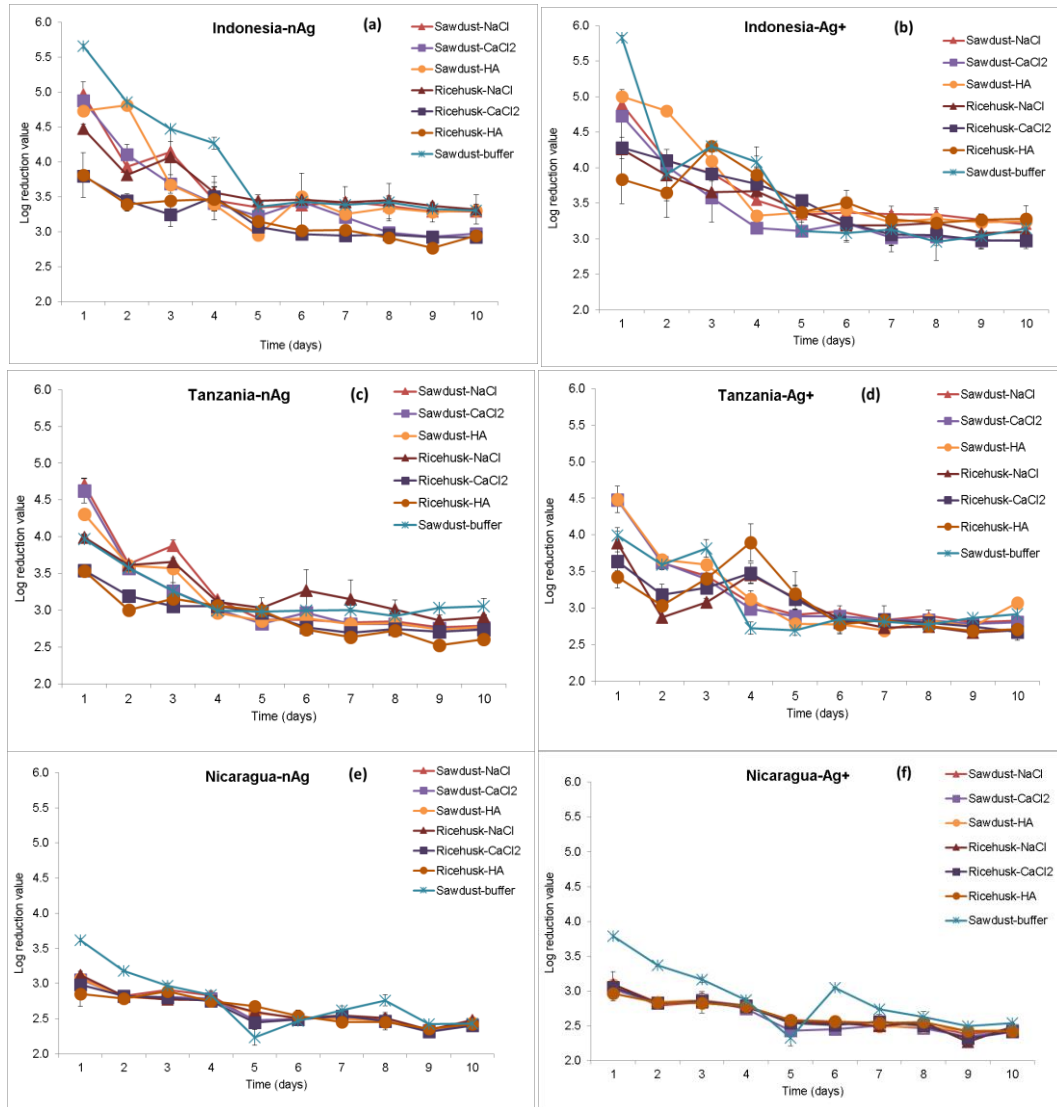 Indonesia-nAg (a)
Log reduction value
6.0
5.5
5.0
4.5
4.0
3.5
3.0
2.5
2.0
1 2 3 4 5 6 7 8 9 10
Time (days)
Sawdust-NaCl
Sawdust-CaCl2
Sawdust-HA
Ricehusk-NaCl
Ricehusk-CaCl2
Ricehusk-HA
Sawdust-buffer
Indonesia-Ag+ (b)
Log reduction value
6.0
5.5
5.0
4.5
4.0
3.5
3.0
2.5
2.0
1 2 3 4 5 6 7 8 9 10
Time (days)
Sawdust-NaCl
Sawdust-CaCl2
Sawdust-HA
Ricehusk-NaCl
Ricehusk-CaCl2
Ricehusk-HA
Sawdust-buffer
Tanzania-nAg (c)
Log reduction value
6.0
5.5
5.0
4.5
4.0
3.5
3.0
2.5
2.0
1 2 3 4 5 6 7 8 9 10
Time (days)
Sawdust-NaCl
Sawdust-CaCl2
Sawdust-HA
Ricehusk-NaCl
Ricehusk-CaCl2
Ricehusk-HA
Sawdust-buffer
Tanzania-Ag+ (d)
Log reduction value
6.0
5.5
5.0
4.5
4.0
3.5
3.0
2.5
2.0
1 2 3 4 5 6 7 8 9 10
Time (days)
Sawdust-NaCl
Sawdust-CaCl2
Sawdust-HA
Ricehusk-NaCl
Ricehusk-CaCl2
Ricehusk-HA
Sawdust-buffer
Nicaragua-nAg (e)
Log reduction value
6.0
5.5
5.0
4.5
4.0
3.5
3.0
2.5
2.0
1 2 3 4 5 6 7 8 9 10
Time (days)
Sawdust-NaCl
Sawdust-CaCl2
Sawdust-HA
Ricehusk-NaCl
Ricehusk-CaCl2
Ricehusk-HA
Sawdust-buffer
Nicaragua-Ag+ (f)
Log reduction value
6.0
5.5
5.0
4.5
4.0
3.5
3.0
2.5
2.0
1 2 3 4 5 6 7 8 9 10
Time (days)
Sawdust-NaCl
Sawdust-CaCl2
Sawdust-HA
Ricehusk-NaCl
Ricehusk-CaCl2
Ricehusk-HA
Sawdust-buffer